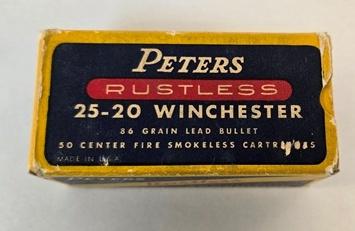 PETERS
RUSTLESS
25-20 WINCHESTER
86 GRAIN LEAD BULLET
50 CENTER FIRE SMOKELESS
MADE IN U.S.A.